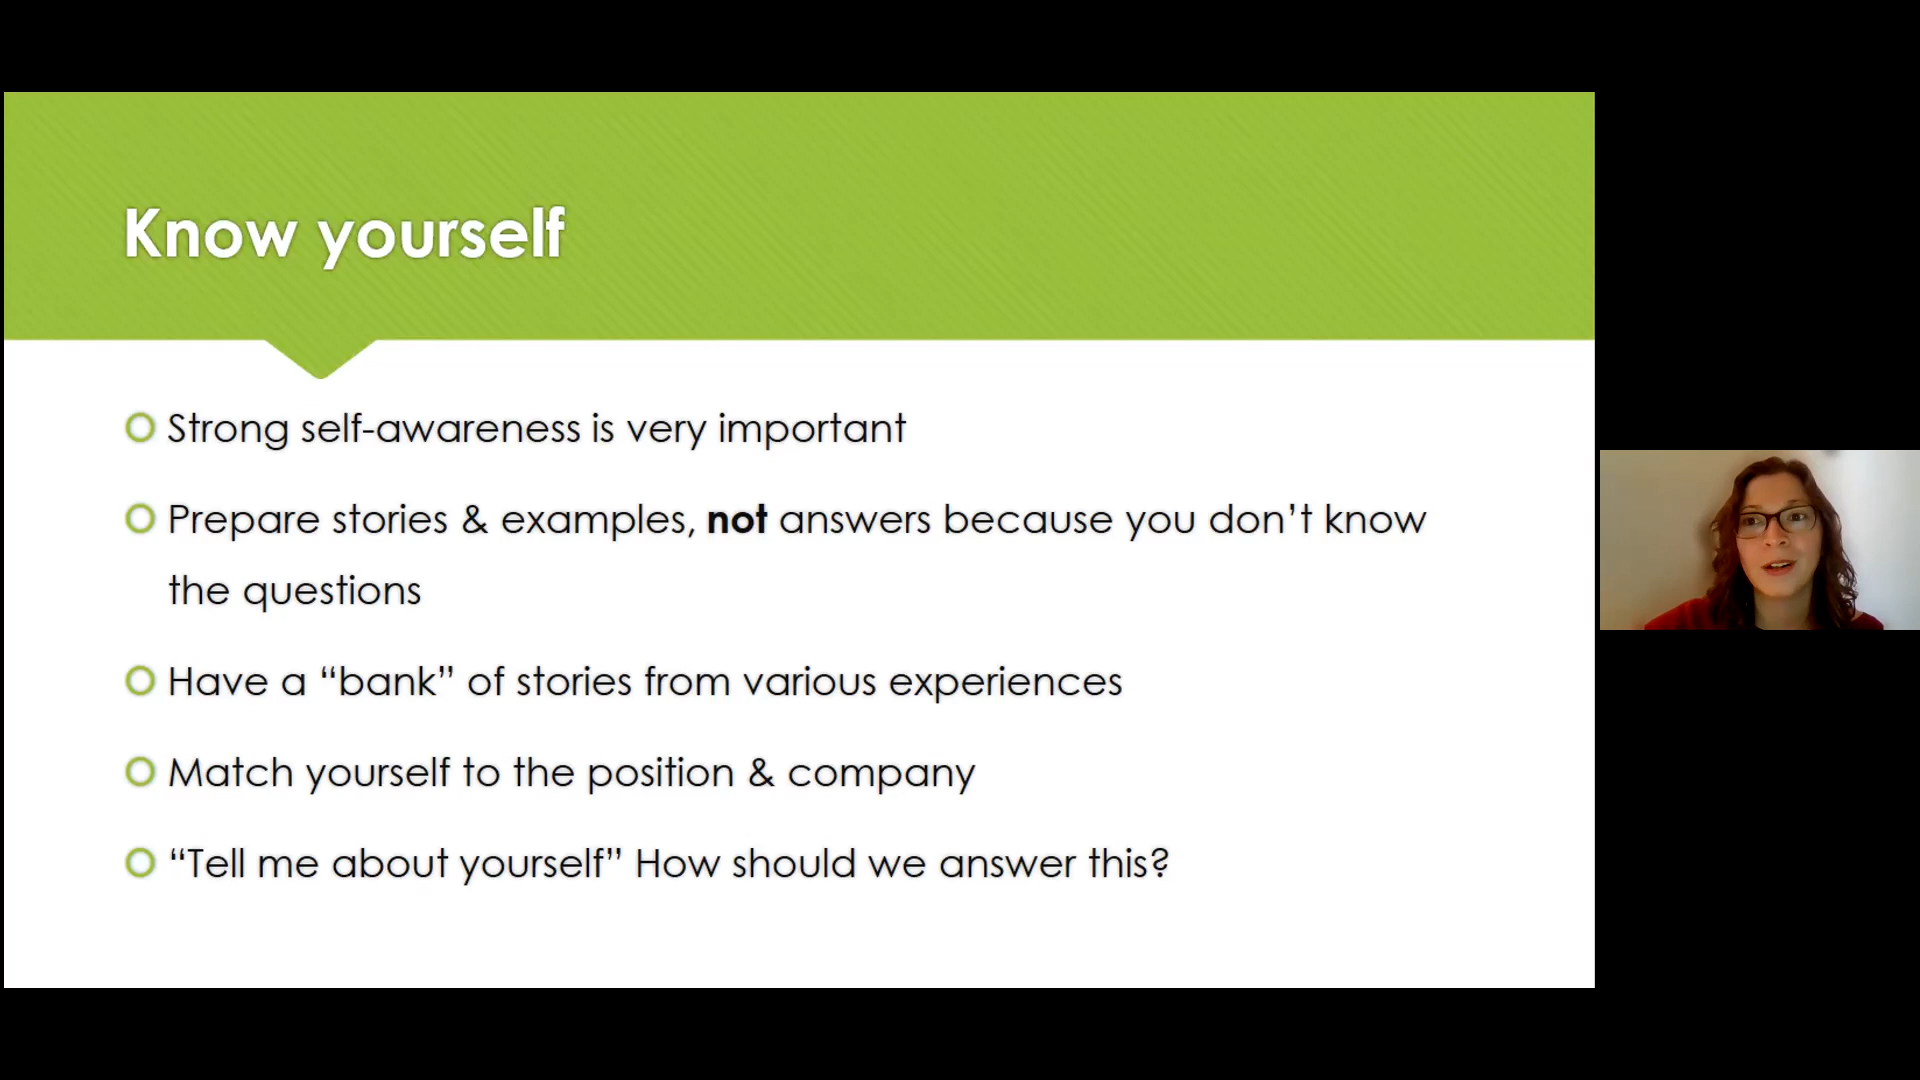 Know yourself
Strong self-awareness is very important
Prepare stories & examples, not answers because you don’t know
the questions
Have a “bank” of stories from various experiences
Match yourself to the position & company
“Tell me about yourself” How should we answer this?